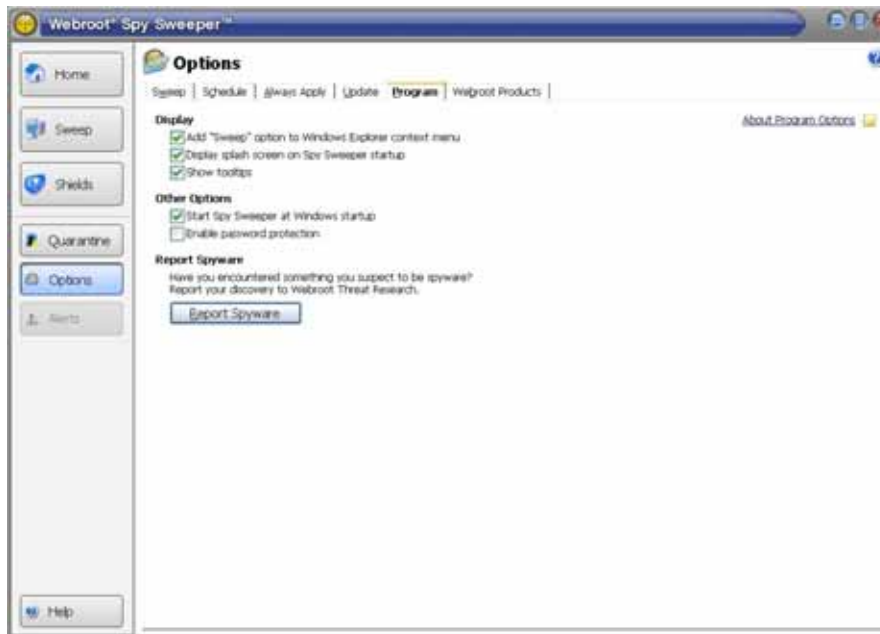 Webroot® Spy Sweeper™
Home
Sweep
Shields
Quarantine
Options
Alerts
Help
Options
Sweep | Schedule | Always Apply | Update | Program | Webroot Products |
Display
About Program Options
Add "Sweep" option to Windows Explorer context menu
Display splash screen on Spy Sweeper startup
Show tooltips
Other Options
Start Spy Sweeper at Windows startup
Enable password protection
Report Spyware
Have you encountered something you suspect to be spyware?
Report your discovery to Webroot Threat Research.
Report Spyware